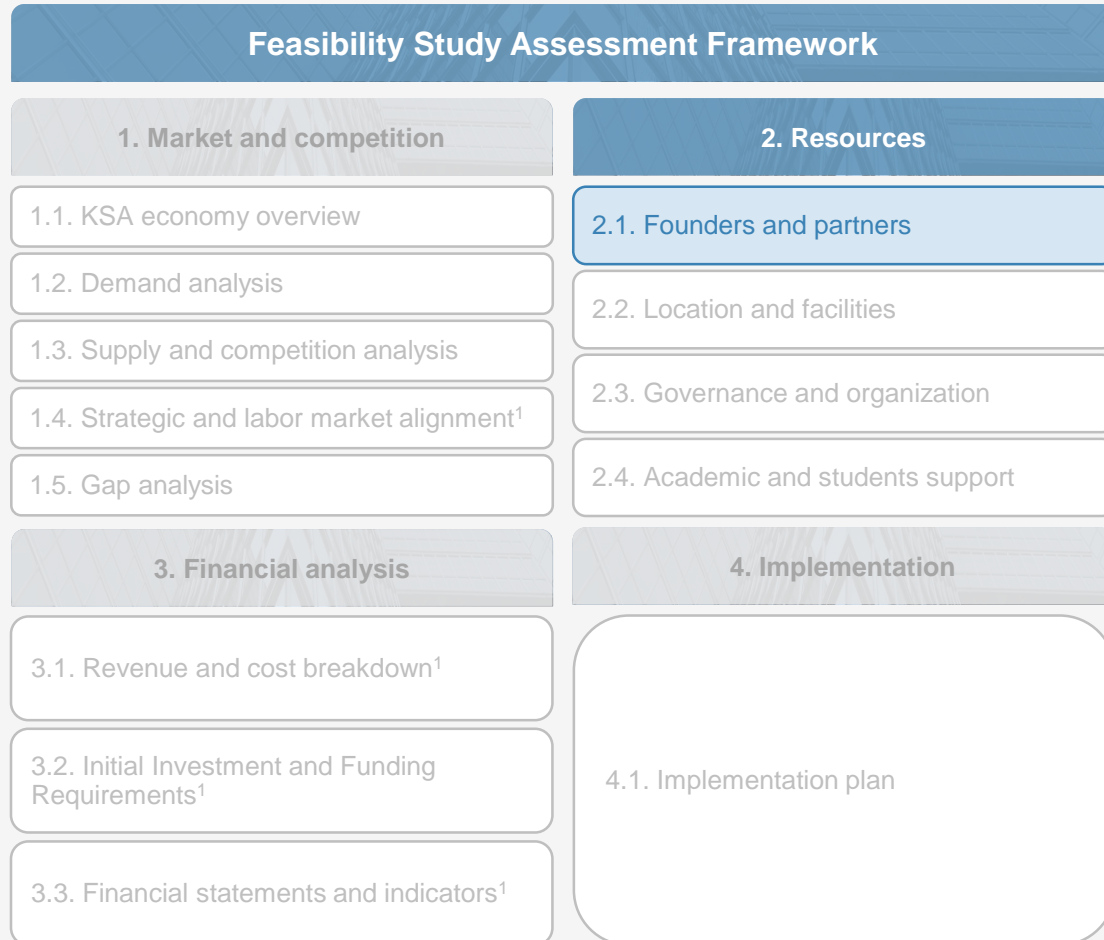 Feasibility Study Assessment Framework
1. Market and competition
1.1. KSA economy overview
1.2. Demand analysis
1.3. Supply and competition analysis
1.4. Strategic and labor market alignment¹
1.5. Gap analysis
2. Resources
2.1. Founders and partners
2.2. Location and facilities
2.3. Governance and organization
2.4. Academic and students support
3. Financial analysis
3.1. Revenue and cost breakdown¹
3.2. Initial Investment and Funding
Requirements¹
3.3. Financial statements and indicators¹
4. Implementation
4.1. Implementation plan